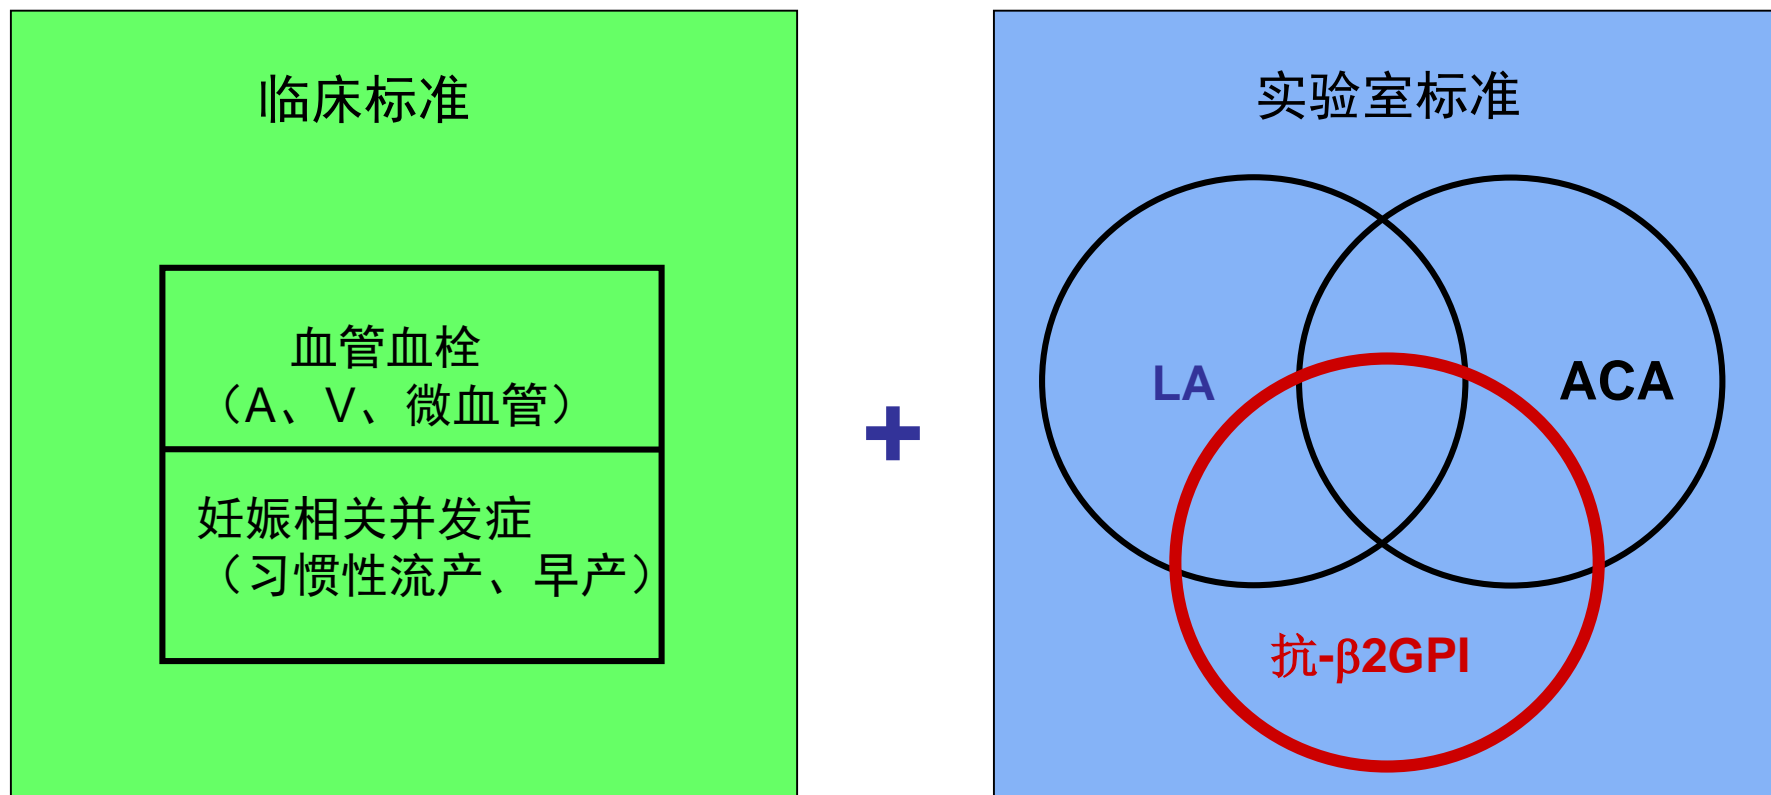 临床标准
血管血栓
（A、V、微血管）
妊娠相关并发症
（习惯性流产、早产）
+
实验室标准
LA
ACA
抗-β2GPI